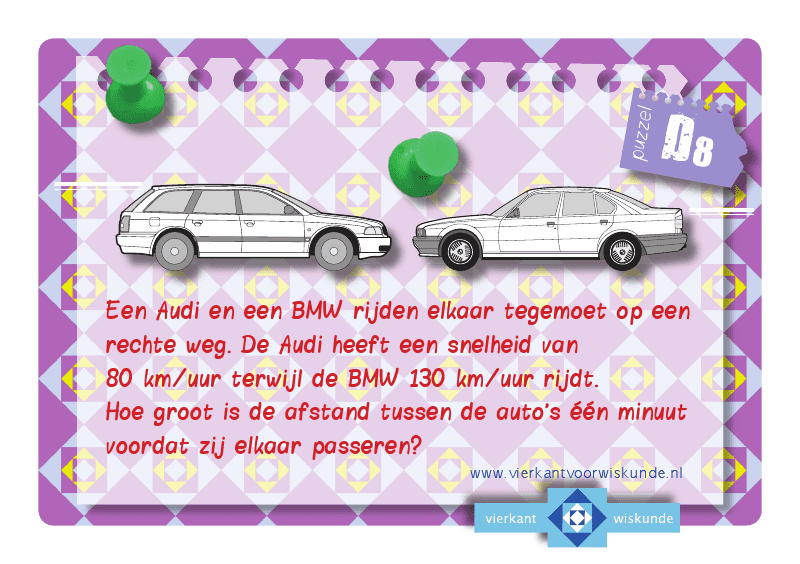 puzzel D8
Een Audi en een BMW rijden elkaar tegemoet op een
rechte weg. De Audi heeft een snelheid van
80 km/uur terwijl de BMW 130 km/uur rijdt.
Hoe groot is de afstand tussen de auto's één minuut
voordat zij elkaar passeren?
www.vierkantvoorwiskunde.nl
vierkant wiskunde